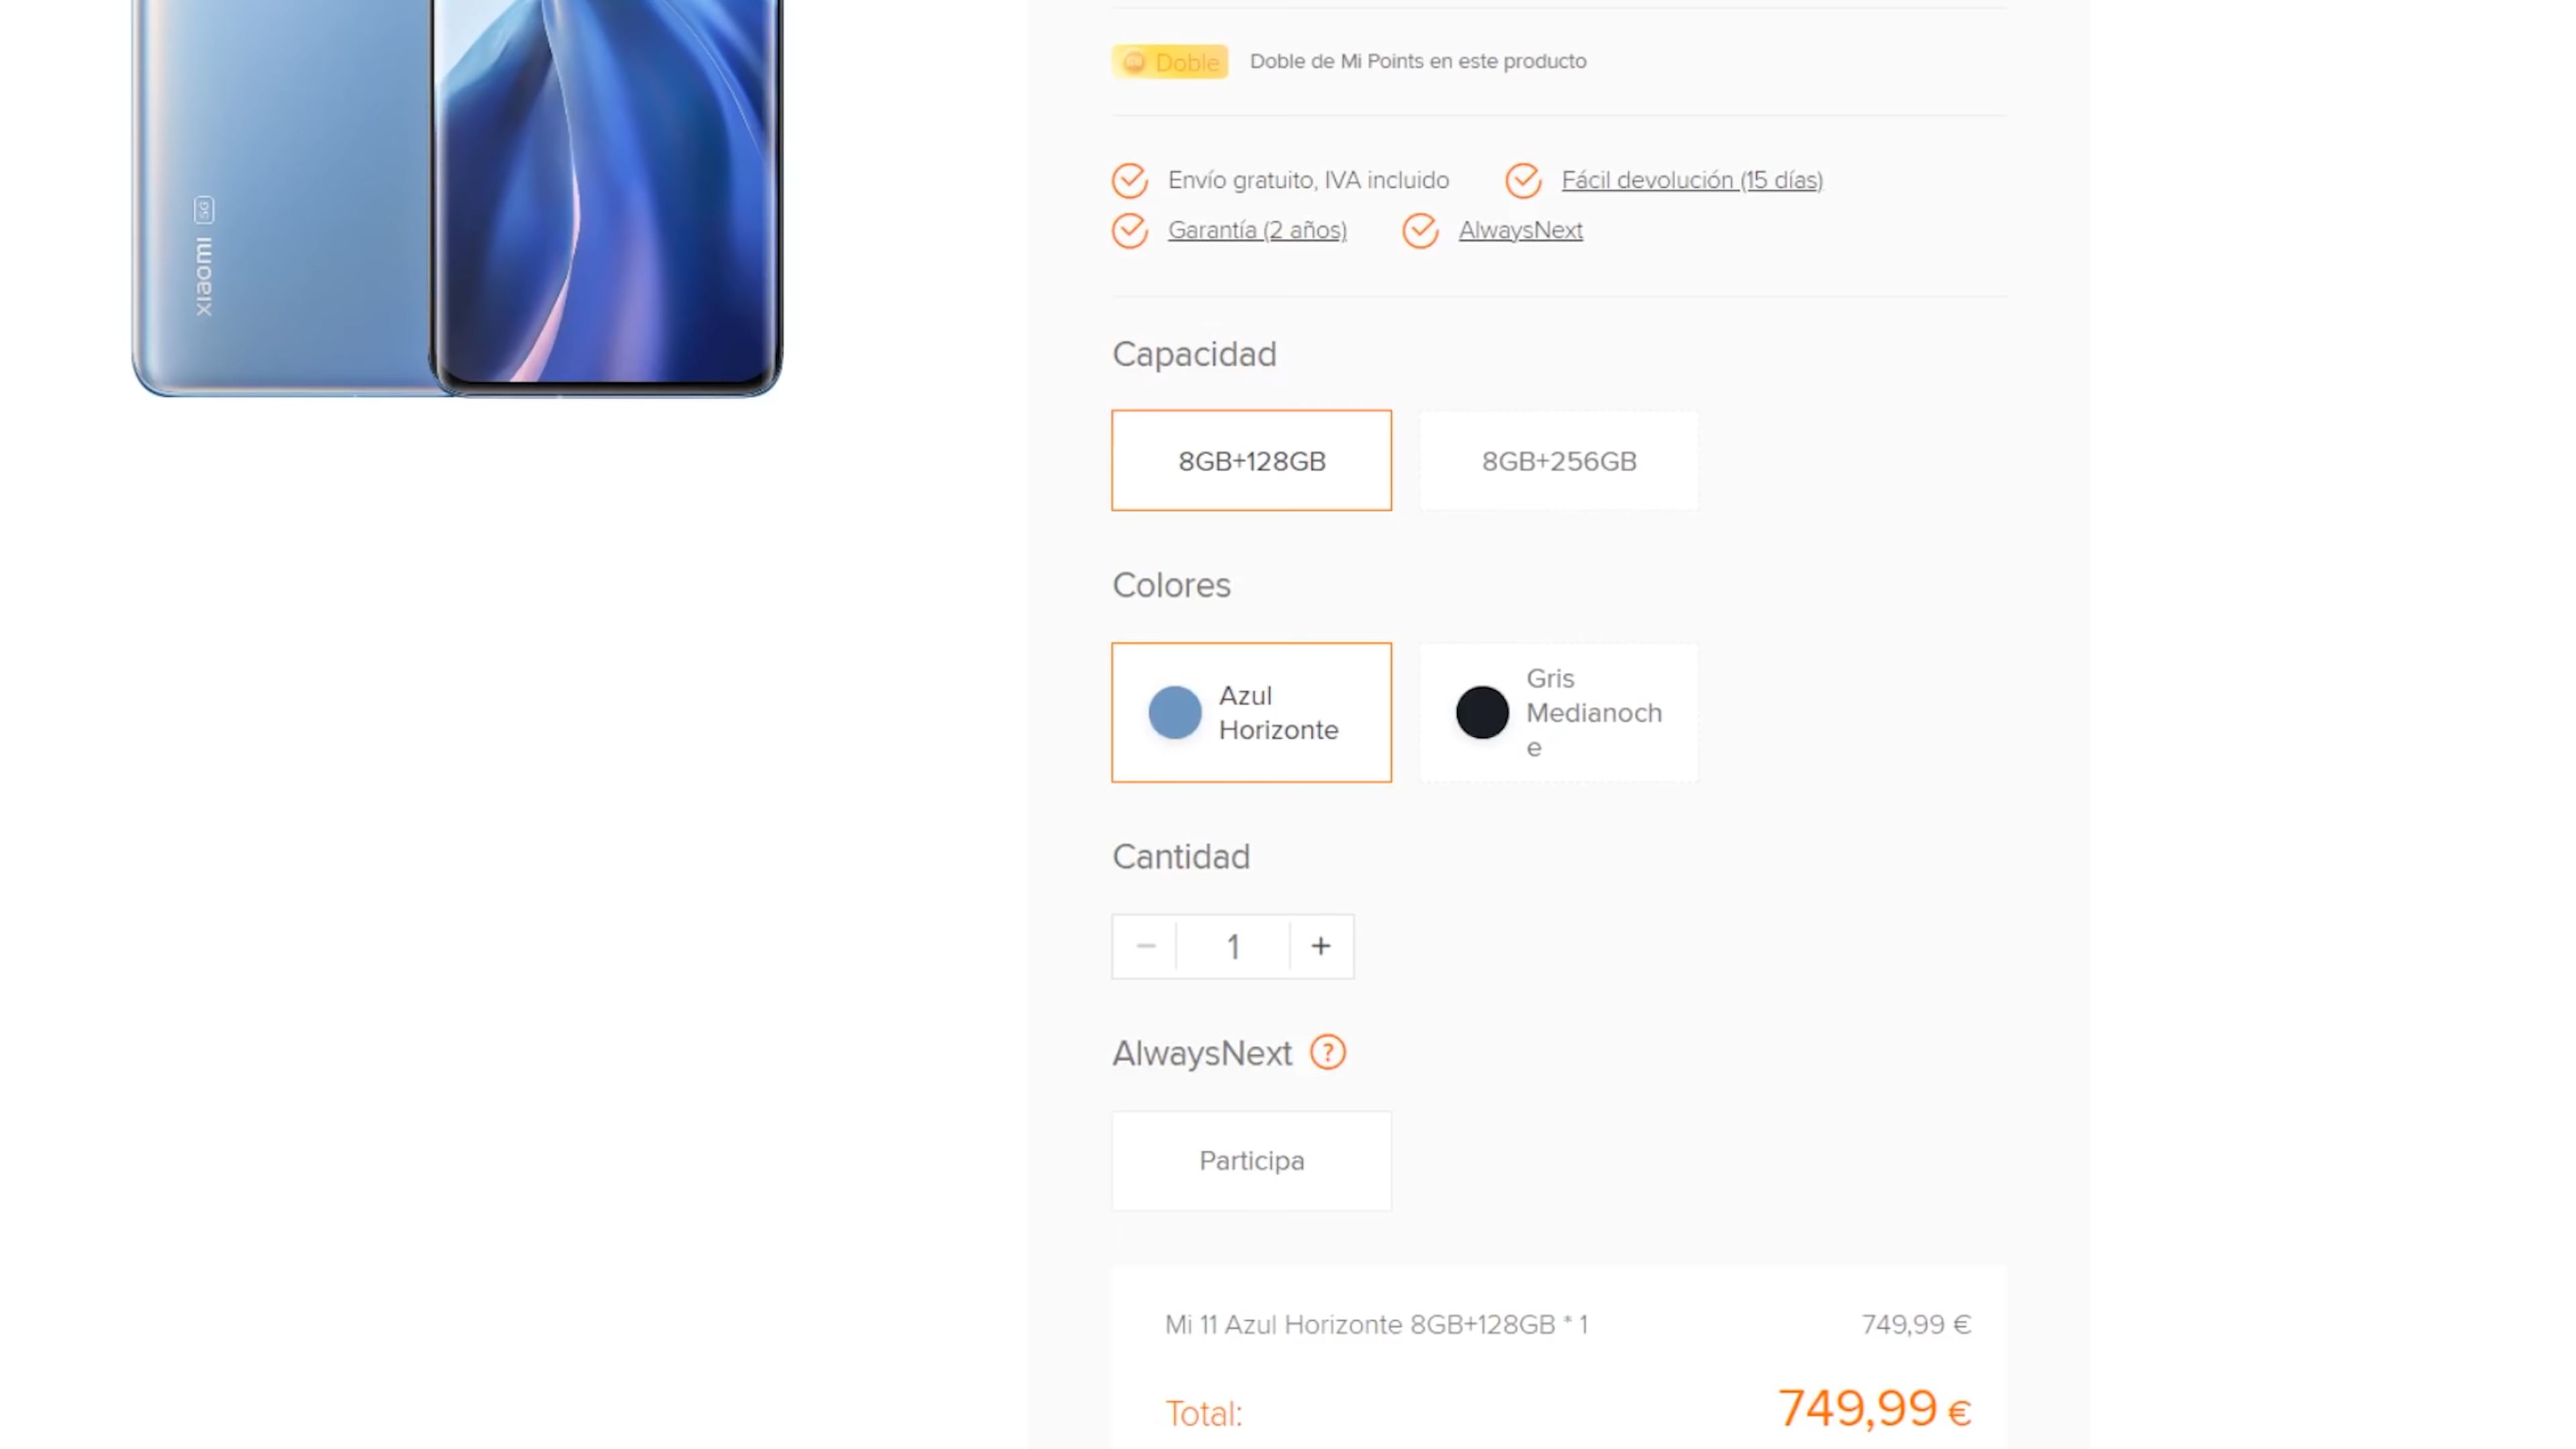 xiaomi 5G
Doble Doble de Mi Points en este producto
Envío gratuito, IVA incluido Fácil devolución (15 días)
Garantía (2 años) AlwaysNext
Capacidad
8GB+128GB 8GB+256GB
Colores
Azul
Horizonte
Gris
Medianoch
e
Cantidad
− 1 +
AlwaysNext ?
Participa
Mi 11 Azul Horizonte 8GB+128GB * 1 749,99 €
Total: 749,99 €